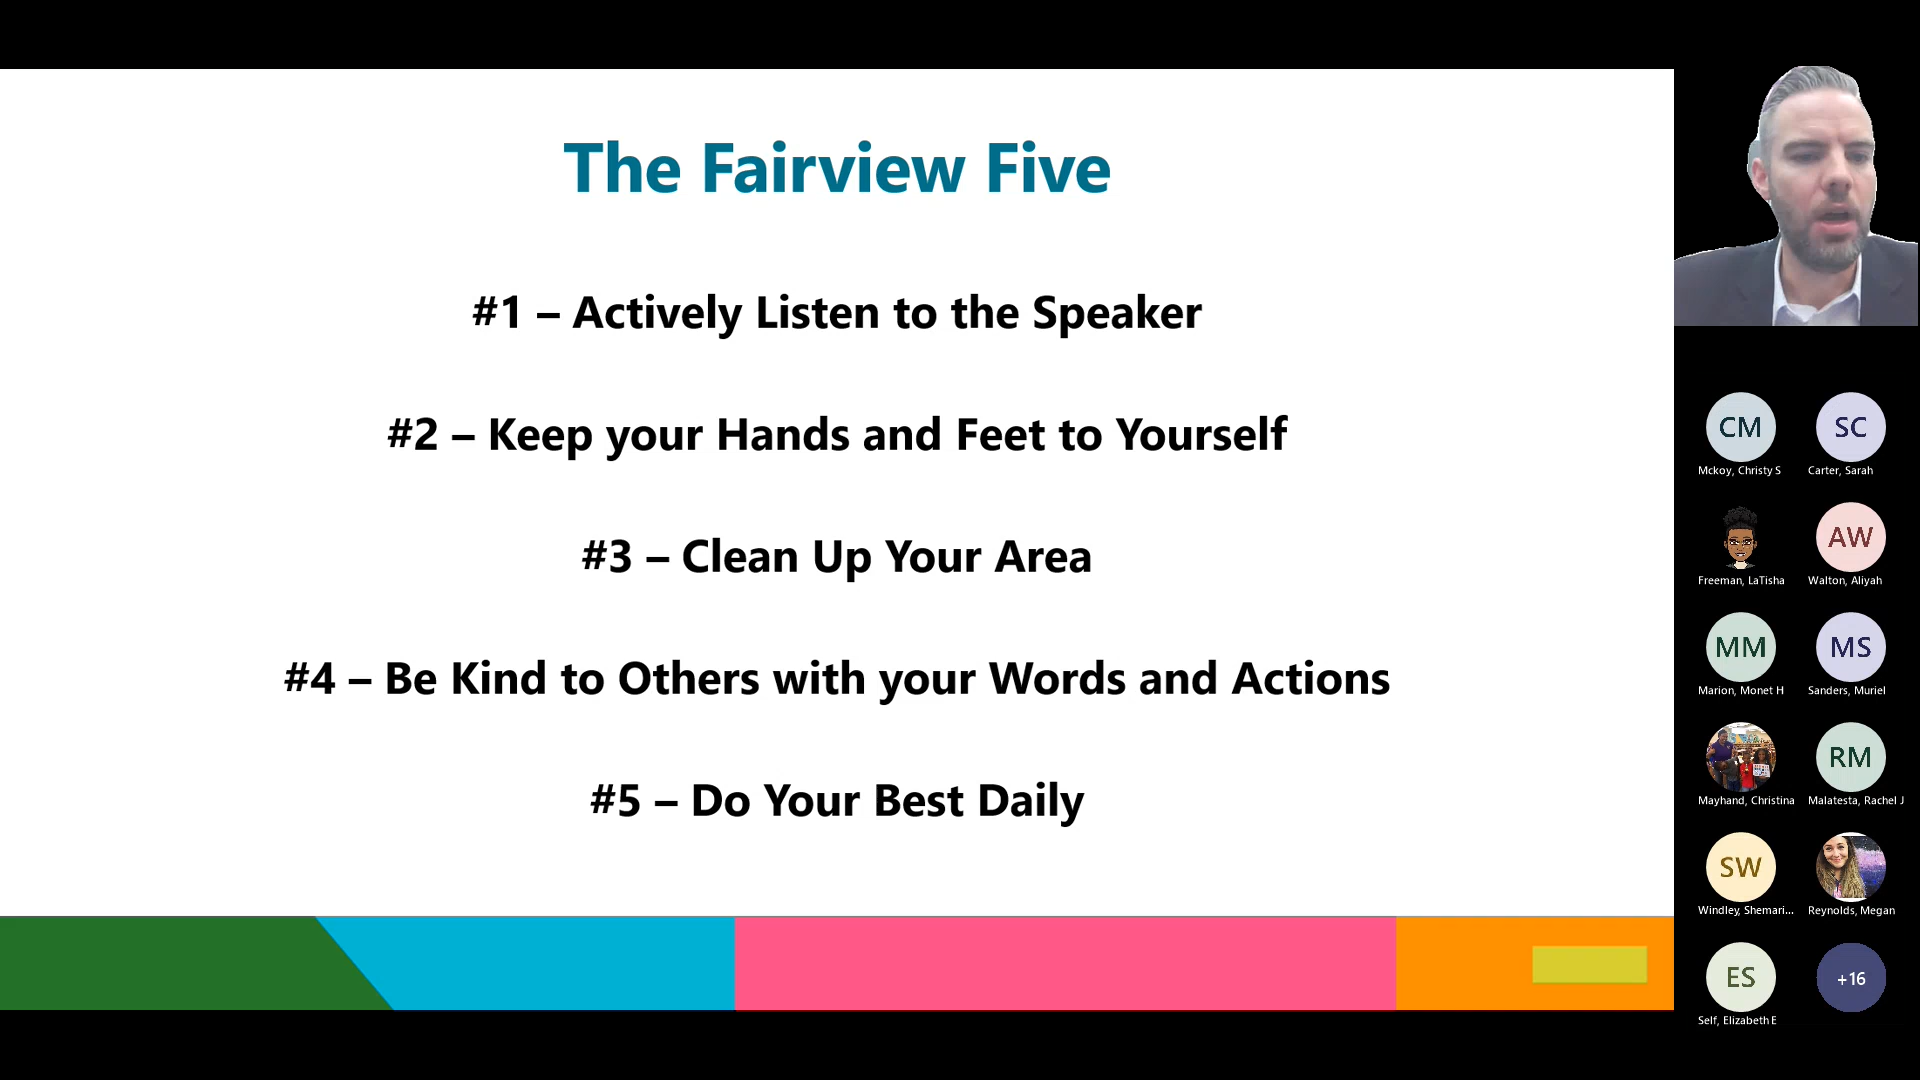 The Fairview Five
#1 – Actively Listen to the Speaker
#2 – Keep your Hands and Feet to Yourself
#3 – Clean Up Your Area
#4 – Be Kind to Others with your Words and Actions
#5 – Do Your Best Daily
CM
SC
Mckoy, Christy S
Carter, Sarah
AW
Freeman, LaTisha
Walton, Aliyah
MM
MS
Marion, Monet H
Sanders, Muriel
RM
Mayhand, Christina
Malatesta, Rachel J
SW
Windley, Shemari...
Reynolds, Megan
ES
+16
Self, Elizabeth E